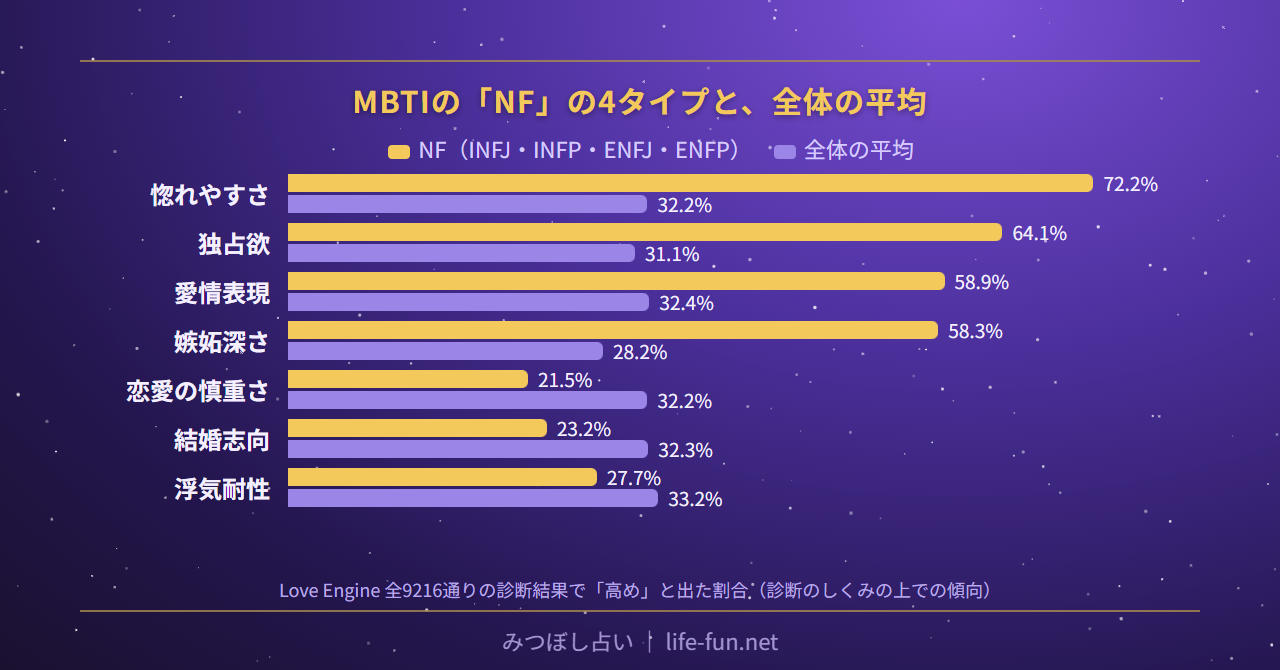 MBTIの「NF」の4タイプと、全体の平均
NF（INFJ・INFP・ENFJ・ENFP） 全体の平均
惚れやすさ 72.2%
32.2%
独占欲 64.1%
31.1%
愛情表現 58.9%
32.4%
嫉妬深さ 58.3%
28.2%
恋愛の慎重さ 21.5%
32.2%
結婚志向 23.2%
32.3%
浮気耐性 27.7%
33.2%
Love Engine 全9216通りの診断結果で「高め」と出た割合（診断のしくみの上での傾向）
みつぼし占い｜life-fun.net